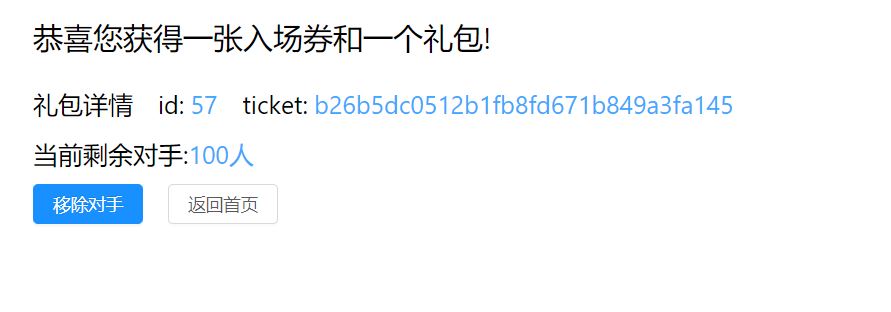 恭喜您获得一张入场券和一个礼包!
礼包详情 id: 57 ticket: b26b5dc0512b1fb8fd671b849a3fa145
当前剩余对手:100人
移除对手 返回首页